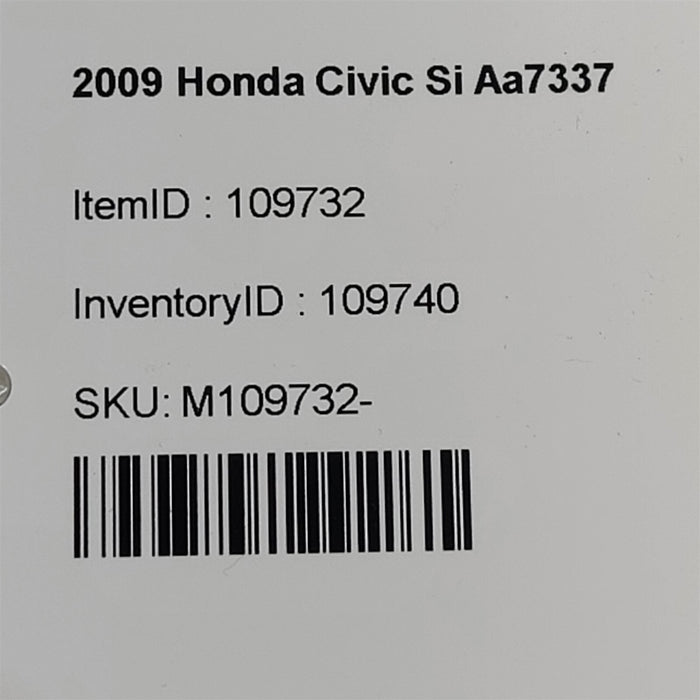 2009 Honda Civic Si Aa7337
ItemID : 109732
InventoryID : 109740
SKU: M109732-